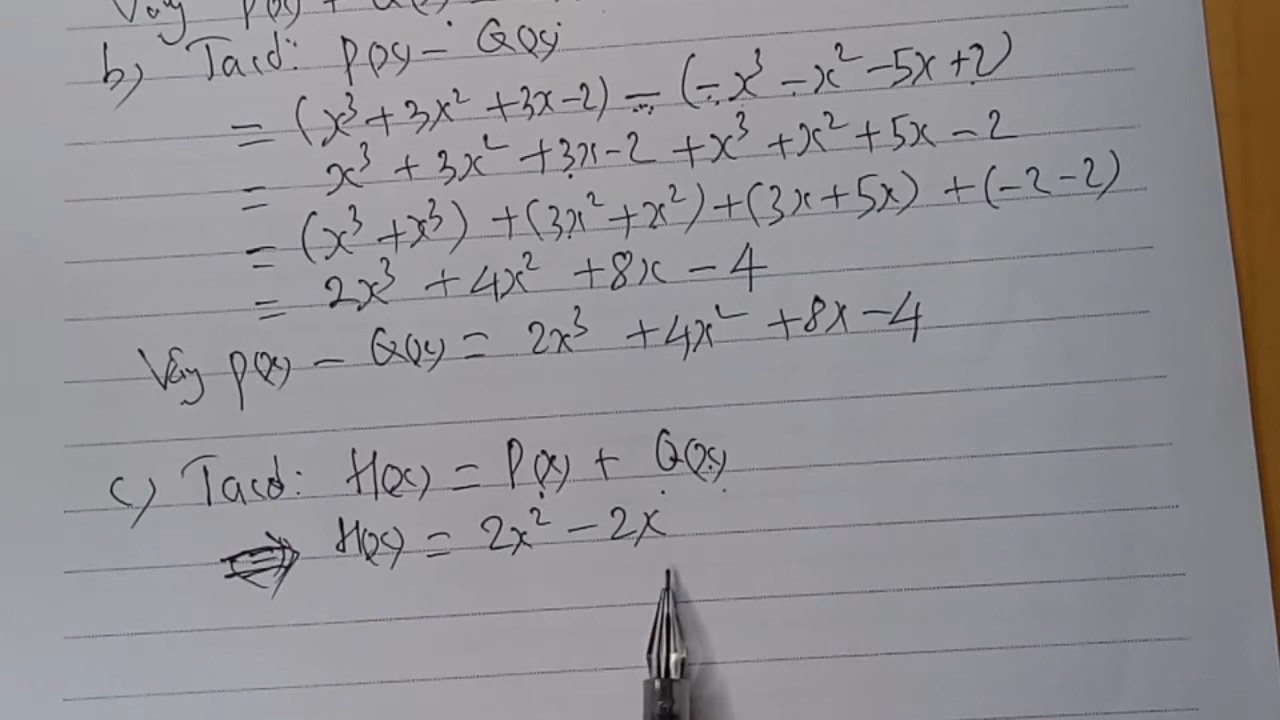 Vậy P(x) + Q(x)
b) Ta có: P(x) - Q(x)
= (x³ + 3x² + 3x - 2) - (-x³ - x² - 5x + 2)
= x³ + 3x² + 3x - 2 + x³ + x² + 5x - 2
= (x³ + x³) + (3x² + x²) + (3x + 5x) + (-2 - 2)
= 2x³ + 4x² + 8x - 4
Vậy P(x) - Q(x) = 2x³ + 4x² + 8x - 4
c) Ta có: H(x) = P(x) + Q(x)
⇒ H(x) = 2x² - 2x